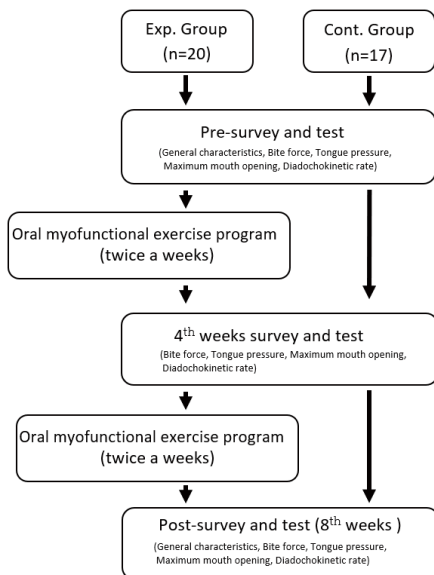 Exp. Group
(n=20)
Cont. Group
(n=17)
Pre-survey and test
(General characteristics, Bite force, Tongue pressure,
Maximum mouth opening, Diadochokinetic rate)
Oral myofunctional exercise program
(twice a weeks)
4th weeks survey and test
(Bite force, Tongue pressure, Maximum mouth opening,
Diadochokinetic rate)
Oral myofunctional exercise program
(twice a weeks)
Post-survey and test (8th weeks )
(General characteristics, Bite force, Tongue pressure,
Maximum mouth opening, Diadochokinetic rate)